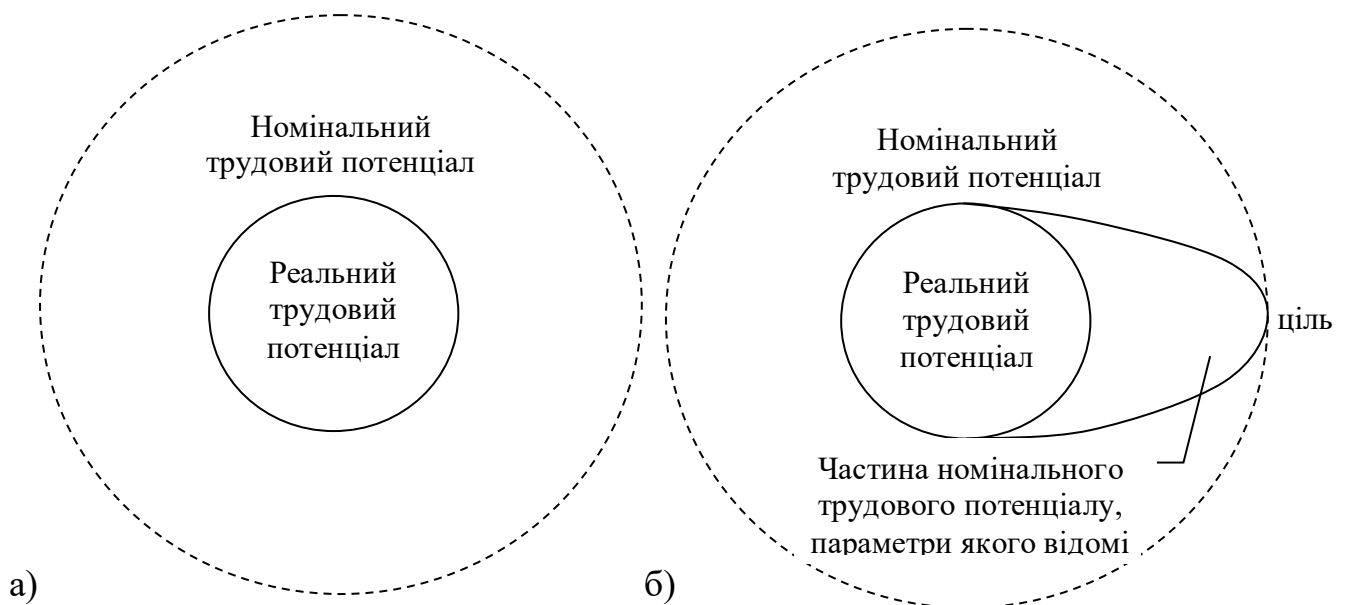 Номінальний
трудовий потенціал
Реальний
трудовий
потенціал
а)
Номінальний
трудовий потенціал
Реальний
трудовий
потенціал
ціль
Частина номінального
трудового потенціалу,
параметри якого відомі
б)